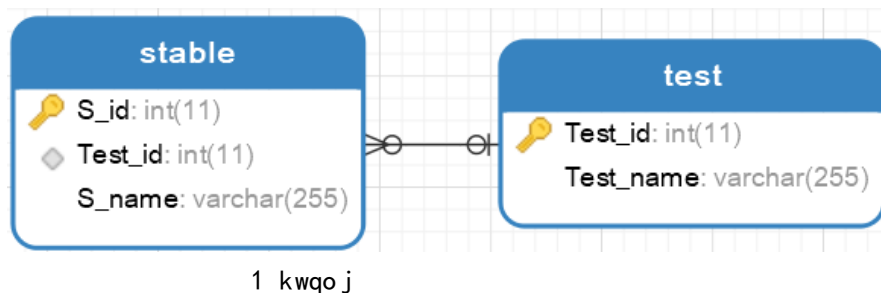 stable
S_id: int(11)
Test_id: int(11)
S_name: varchar(255)
test
Test_id: int(11)
Test_name: varchar(255)
1 kwqoj